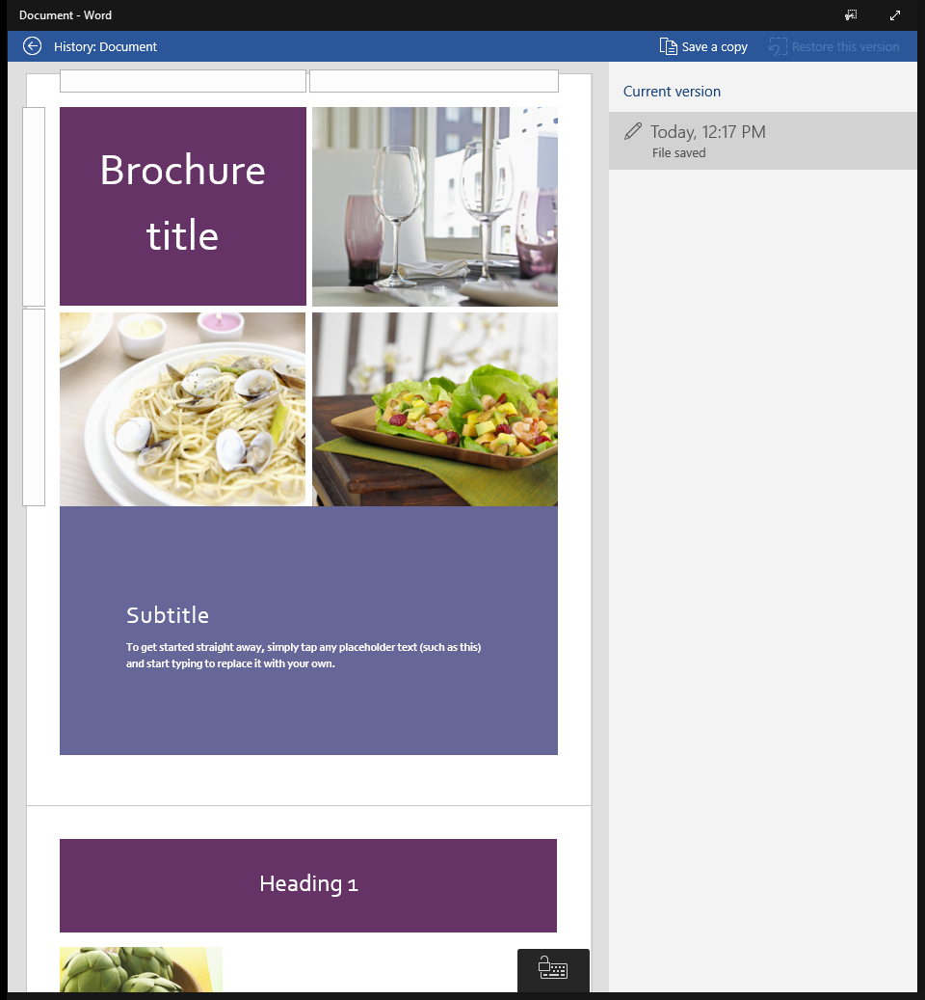 Document - Word
History: Document
Save a copy
Restore this version
Current version
Today, 12:17 PM
File saved
Brochure
title
Subtitle
To get started straight away, simply tap any placeholder text (such as this)
and start typing to replace it with your own.
Heading 1